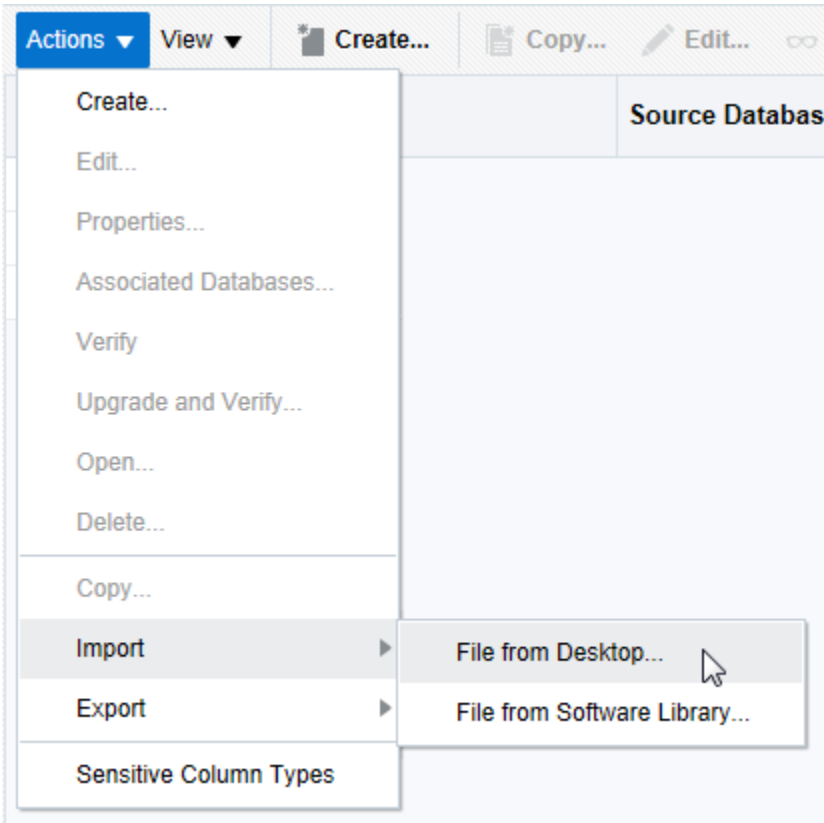 Actions View Create... Copy... Edit...
Create...
Source Databas
Edit...
Properties...
Associated Databases...
Verify
Upgrade and Verify...
Open...
Delete...
Copy...
Import
File from Desktop...
Export
File from Software Library...
Sensitive Column Types